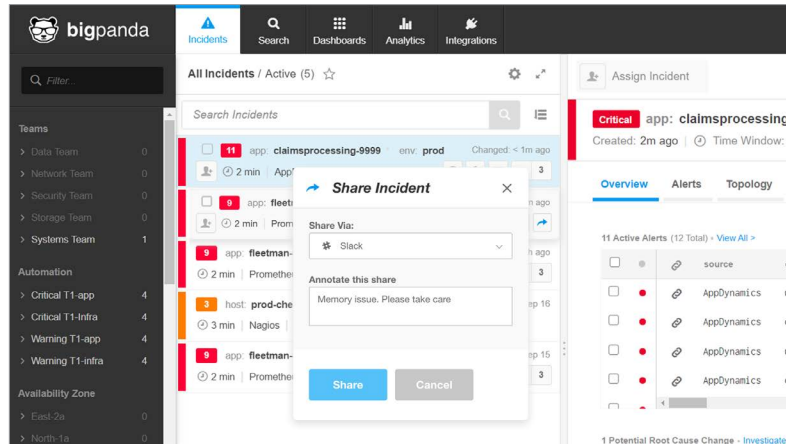 bigpanda
Incidents
Search
Dashboards
Analytics
Integrations
Filter...
Teams
Data Team 0
Network Team 0
Security Team 0
Storage Team 0
Systems Team 1
Automation
Critical T1-app 4
Critical T1-Infra 4
Warning T1-app 4
Warning T1-infra 4
Availability Zone
East-2a 0
North-1a 0
All Incidents / Active (5)
Search Incidents
11 app: claimsprocessing-9999 env: prod Changed: < 1m ago
2 min 3
9 app: ago
2 min
9 app: fleetman- ago
2 min 3
3 host: 16
3 min Nagios
9 app: fleetman- 15
2 min 3
Share Incident
Share Via:
Slack
Annotate this share
Memory issue. Please take care
Share
Cancel
Assign Incident
Critical app: claimsprocessing
Created: 2m ago Time Window:
Overview Alerts Topology
11 Active Alerts (12 Total) - View All >
source
AppDynamics
AppDynamics
AppDynamics
AppDynamics
1 Potential Root Cause Change - Investigate